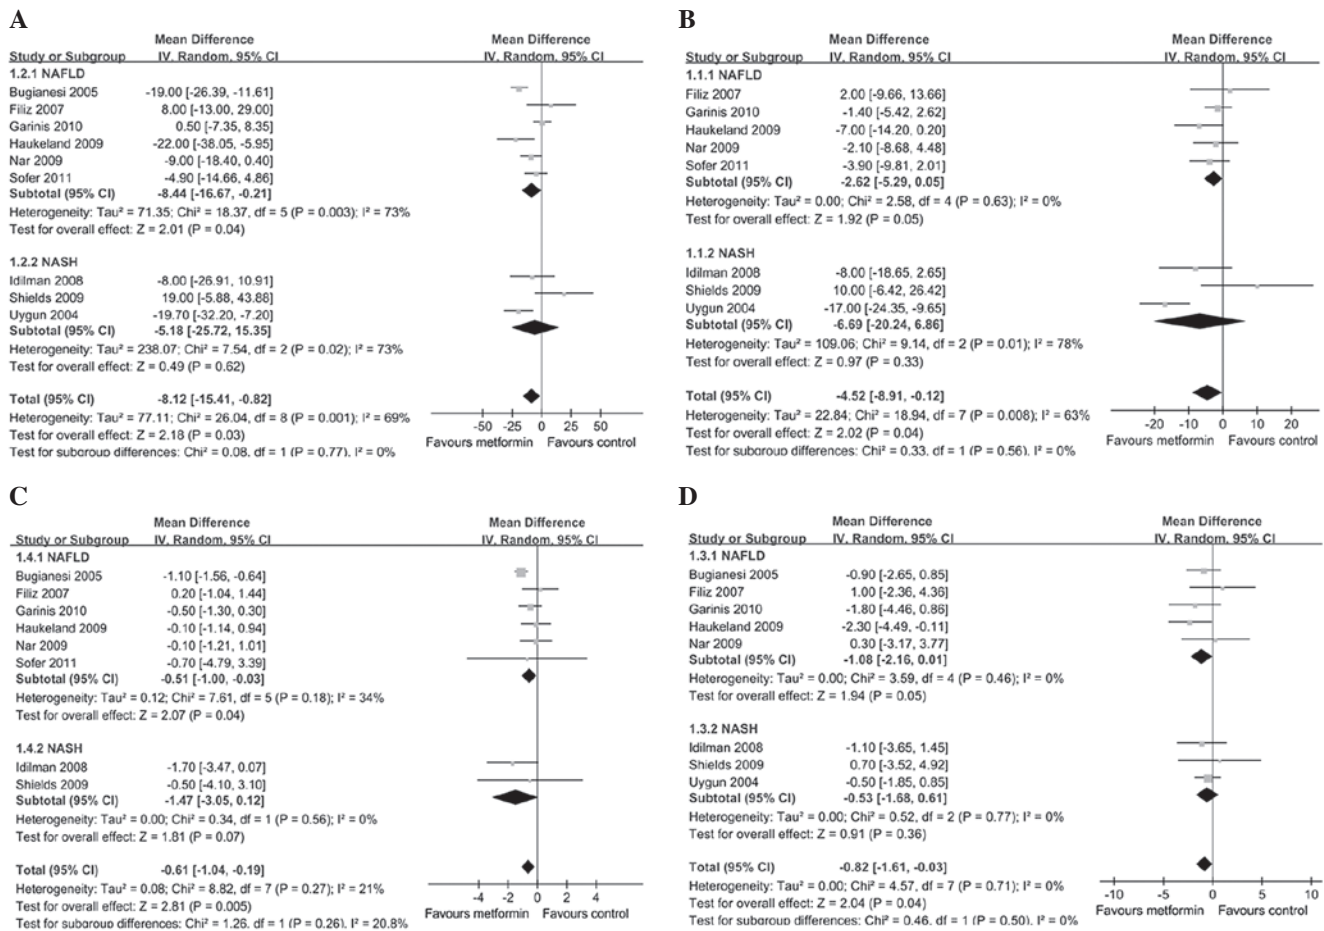 A
Mean Difference Mean Difference
Study or Subgroup IV. Random. 95% CI IV. Random. 95% CI
1.2.1 NAFLD
Bugianesi 2005 -19.00 [-26.39, -11.61]
Filiz 2007 8.00 [-13.00, 29.00]
Garinis 2010 0.50 [-7.35, 8.35]
Haukeland 2009 -22.00 [-38.05, -5.95]
Nar 2009 -9.00 [-18.40, 0.40]
Sofer 2011 -4.90 [-14.66, 4.86]
Subtotal (95% CI) -8.44 [-16.67, -0.21]
Heterogeneity: Tau² = 71.35; Chi² = 18.37, df = 5 (P = 0.003); I² = 73%
Test for overall effect: Z = 2.01 (P = 0.04)
1.2.2 NASH
Idilman 2008 -8.00 [-26.91, 10.91]
Shields 2009 19.00 [-5.88, 43.88]
Uygun 2004 -19.70 [-32.20, -7.20]
Subtotal (95% CI) -5.18 [-25.72, 15.35]
Heterogeneity: Tau² = 238.07; Chi² = 7.54, df = 2 (P = 0.02); I² = 73%
Test for overall effect: Z = 0.49 (P = 0.62)
Total (95% CI) -8.12 [-15.41, -0.82]
Heterogeneity: Tau² = 77.11; Chi² = 26.04, df = 8 (P = 0.001); I² = 69%
Test for overall effect: Z = 2.18 (P = 0.03)
Test for subgroup differences: Chi² = 0.08. df = 1 (P = 0.77). I² = 0%
-50 -25 0 25 50
Favours metformin Favours control
B
Mean Difference Mean Difference
Study or Subgroup IV. Random. 95% CI IV. Random. 95% CI
1.1.1 NAFLD
Filiz 2007 2.00 [-9.66, 13.66]
Garinis 2010 -1.40 [-5.42, 2.62]
Haukeland 2009 -7.00 [-14.20, 0.20]
Nar 2009 -2.10 [-8.68, 4.48]
Sofer 2011 -3.90 [-9.81, 2.01]
Subtotal (95% CI) -2.62 [-5.29, 0.05]
Heterogeneity: Tau² = 0.00; Chi² = 2.58, df = 4 (P = 0.63); I² = 0%
Test for overall effect: Z = 1.92 (P = 0.05)
1.1.2 NASH
Idilman 2008 -8.00 [-18.65, 2.65]
Shields 2009 10.00 [-6.42, 26.42]
Uygun 2004 -17.00 [-24.35, -9.65]
Subtotal (95% CI) -6.69 [-20.24, 6.86]
Heterogeneity: Tau² = 109.06; Chi² = 9.14, df = 2 (P = 0.01); I² = 78%
Test for overall effect: Z = 0.97 (P = 0.33)
Total (95% CI) -4.52 [-8.91, -0.12]
Heterogeneity: Tau² = 22.84; Chi² = 18.94, df = 7 (P = 0.008); I² = 63%
Test for overall effect: Z = 2.02 (P = 0.04)
Test for subgroup differences: Chi² = 0.33. df = 1 (P = 0.56). I² = 0%
-20 -10 0 10 20
Favours metformin Favours control
C
Mean Difference Mean Difference
Study or Subgroup IV. Random. 95% CI IV. Random. 95% CI
1.4.1 NAFLD
Bugianesi 2005 -1.10 [-1.56, -0.64]
Filiz 2007 0.20 [-1.04, 1.44]
Garinis 2010 -0.50 [-1.30, 0.30]
Haukeland 2009 -0.10 [-1.14, 0.94]
Nar 2009 -0.10 [-1.21, 1.01]
Sofer 2011 -0.70 [-4.79, 3.39]
Subtotal (95% CI) -0.51 [-1.00, -0.03]
Heterogeneity: Tau² = 0.12; Chi² = 7.61, df = 5 (P = 0.18); I² = 34%
Test for overall effect: Z = 2.07 (P = 0.04)
1.4.2 NASH
Idilman 2008 -1.70 [-3.47, 0.07]
Shields 2009 -0.50 [-4.10, 3.10]
Subtotal (95% CI) -1.47 [-3.05, 0.12]
Heterogeneity: Tau² = 0.00; Chi² = 0.34, df = 1 (P = 0.56); I² = 0%
Test for overall effect: Z = 1.81 (P = 0.07)
Total (95% CI) -0.61 [-1.04, -0.19]
Heterogeneity: Tau² = 0.08; Chi² = 8.82, df = 7 (P = 0.27); I² = 21%
Test for overall effect: Z = 2.81 (P = 0.005)
Test for subgroup differences: Chi² = 1.26. df = 1 (P = 0.26). I² = 20.8%
-4 -2 0 2 4
Favours metformin Favours control
D
Mean Difference Mean Difference
Study or Subgroup IV. Random. 95% CI IV. Random. 95% CI
1.3.1 NAFLD
Bugianesi 2005 -0.90 [-2.65, 0.85]
Filiz 2007 1.00 [-2.36, 4.36]
Garinis 2010 -1.80 [-4.46, 0.86]
Haukeland 2009 -2.30 [-4.49, -0.11]
Nar 2009 0.30 [-3.17, 3.77]
Subtotal (95% CI) -1.08 [-2.16, 0.01]
Heterogeneity: Tau² = 0.00; Chi² = 3.59, df = 4 (P = 0.46); I² = 0%
Test for overall effect: Z = 1.94 (P = 0.05)
1.3.2 NASH
Idilman 2008 -1.10 [-3.65, 1.45]
Shields 2009 0.70 [-3.52, 4.92]
Uygun 2004 -0.50 [-1.85, 0.85]
Subtotal (95% CI) -0.53 [-1.68, 0.61]
Heterogeneity: Tau² = 0.00; Chi² = 0.52, df = 2 (P = 0.77); I² = 0%
Test for overall effect: Z = 0.91 (P = 0.36)
Total (95% CI) -0.82 [-1.61, -0.03]
Heterogeneity: Tau² = 0.00; Chi² = 4.57, df = 7 (P = 0.71); I² = 0%
Test for overall effect: Z = 2.04 (P = 0.04)
Test for subgroup differences: Chi² = 0.46. df = 1 (P = 0.50). I² = 0%
-10 -5 0 5 10
Favours metformin Favours control